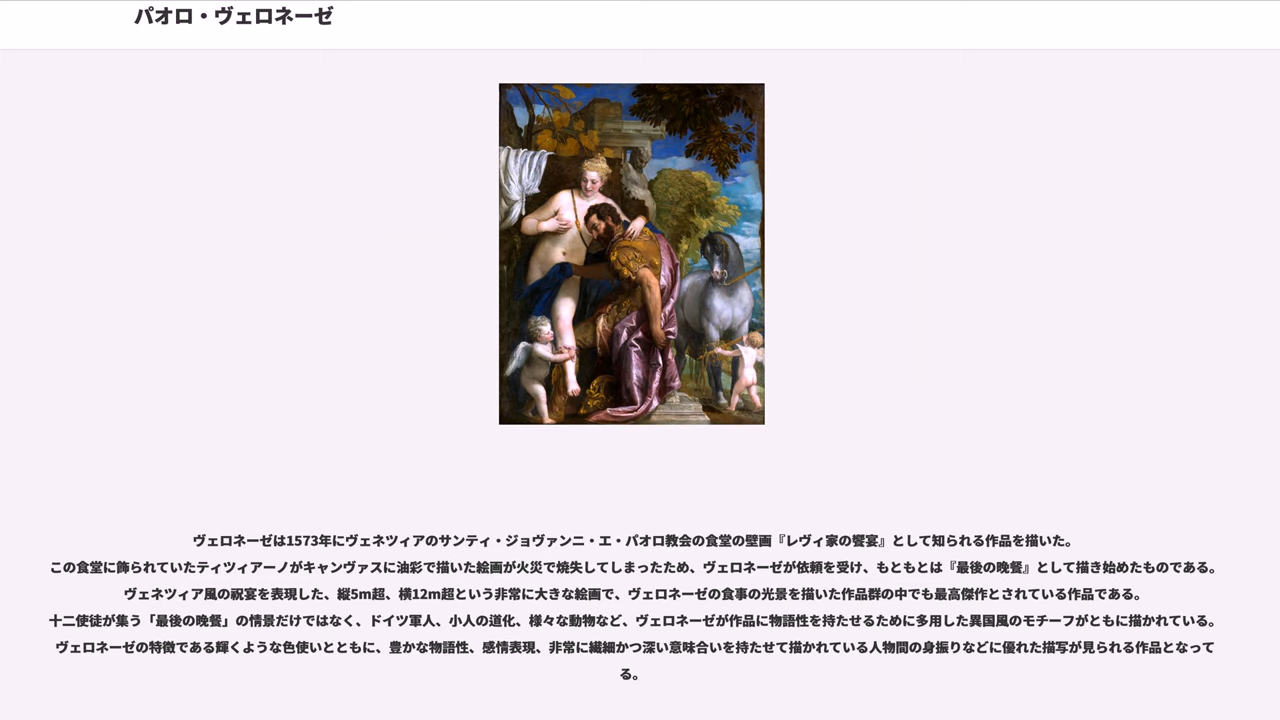 パオロ・ヴェロネーゼ
ヴェロネーゼは1573年にヴェネツィアのサンティ・ジョヴァンニ・エ・パオロ教会の食堂の壁画『レヴィ家の饗宴』として知られる作品を描いた。
この食堂に飾られていたティツィアーノがキャンヴァスに油彩で描いた絵画が火災で焼失してしまったため、ヴェロネーゼが依頼を受け、もともとは『最後の晩餐』として描き始めたものである。
ヴェネツィア風の祝宴を表現した、縦5m超、横12m超という非常に大きな絵画で、ヴェロネーゼの食事の光景を描いた作品群の中でも最高傑作とされている作品である。
十二使徒が集う「最後の晩餐」の情景だけではなく、ドイツ軍人、小人の道化、様々な動物など、ヴェロネーゼが作品に物語性を持たせるために多用した異国風のモチーフがともに描かれている。
ヴェロネーゼの特徴である輝くような色使いとともに、豊かな物語性、感情表現、非常に繊細かつ深い意味合いを持たせて描かれている人物間の身振りなどに優れた描写が見られる作品となって
る。